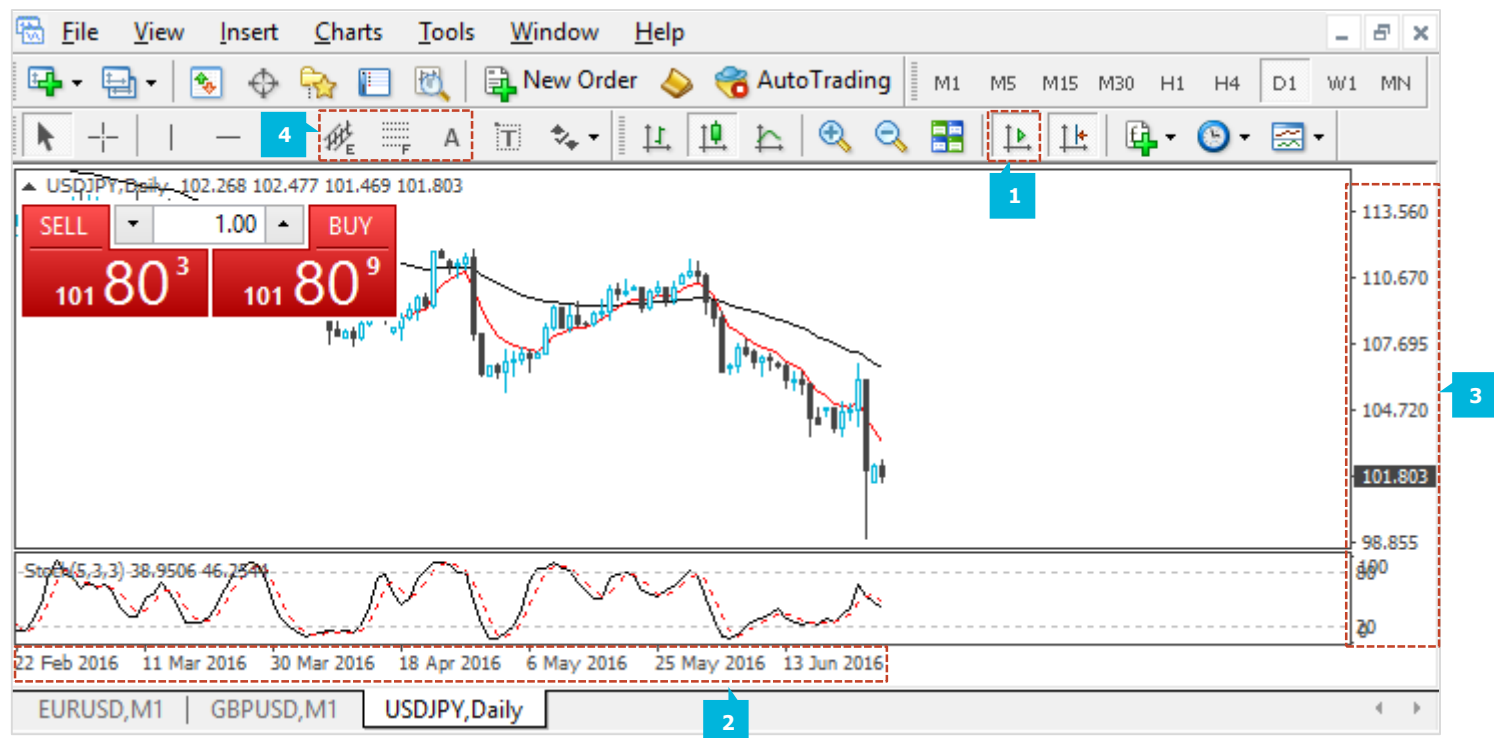 File View Insert Charts Tools Window Help
New Order AutoTrading M1 M5 M15 M30 H1 H4 D1 W1 MN
4 E F A T
1
USDJPY,Daily 102.268 102.477 101.469 101.803
SELL 1.00 BUY
101 80 3 101 80 9
113.560
110.670
107.695
104.720
3
101.803
98.855
Stoch(5,3,3) 38.9506 46.2544
100
80
20
0
22 Feb 2016 11 Mar 2016 30 Mar 2016 18 Apr 2016 6 May 2016 25 May 2016 13 Jun 2016
EURUSD,M1 GBPUSD,M1 USDJPY,Daily
2